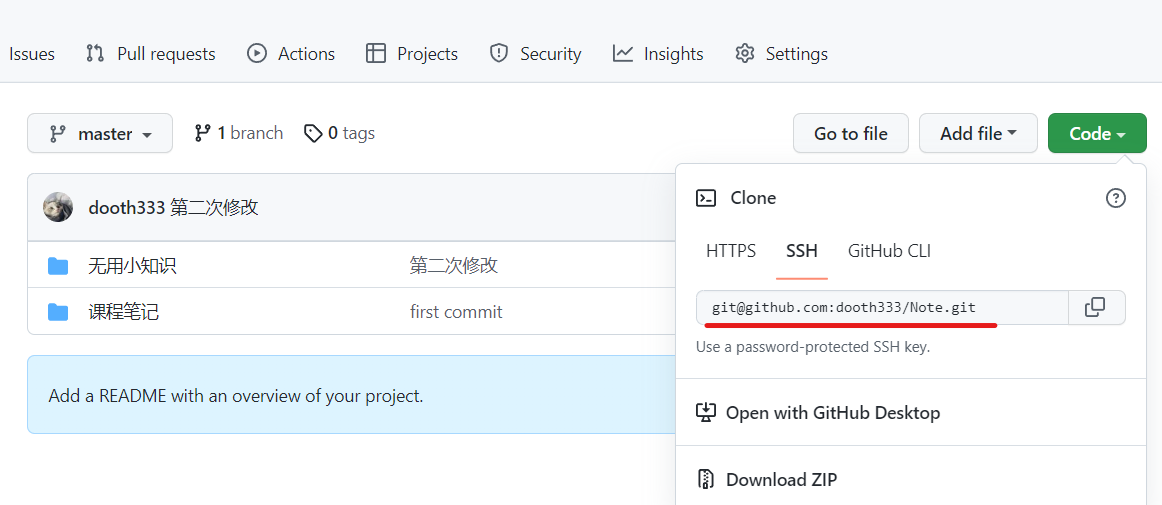 Issues Pull requests Actions Projects Security Insights Settings
master 1 branch 0 tags Go to file Add file Code
dooth333 第二次修改
无用小知识 第二次修改
课程笔记 first commit
Add a README with an overview of your project.
Clone
HTTPS SSH GitHub CLI
git@github.com:dooth333/Note.git
Use a password-protected SSH key.
Open with GitHub Desktop
Download ZIP